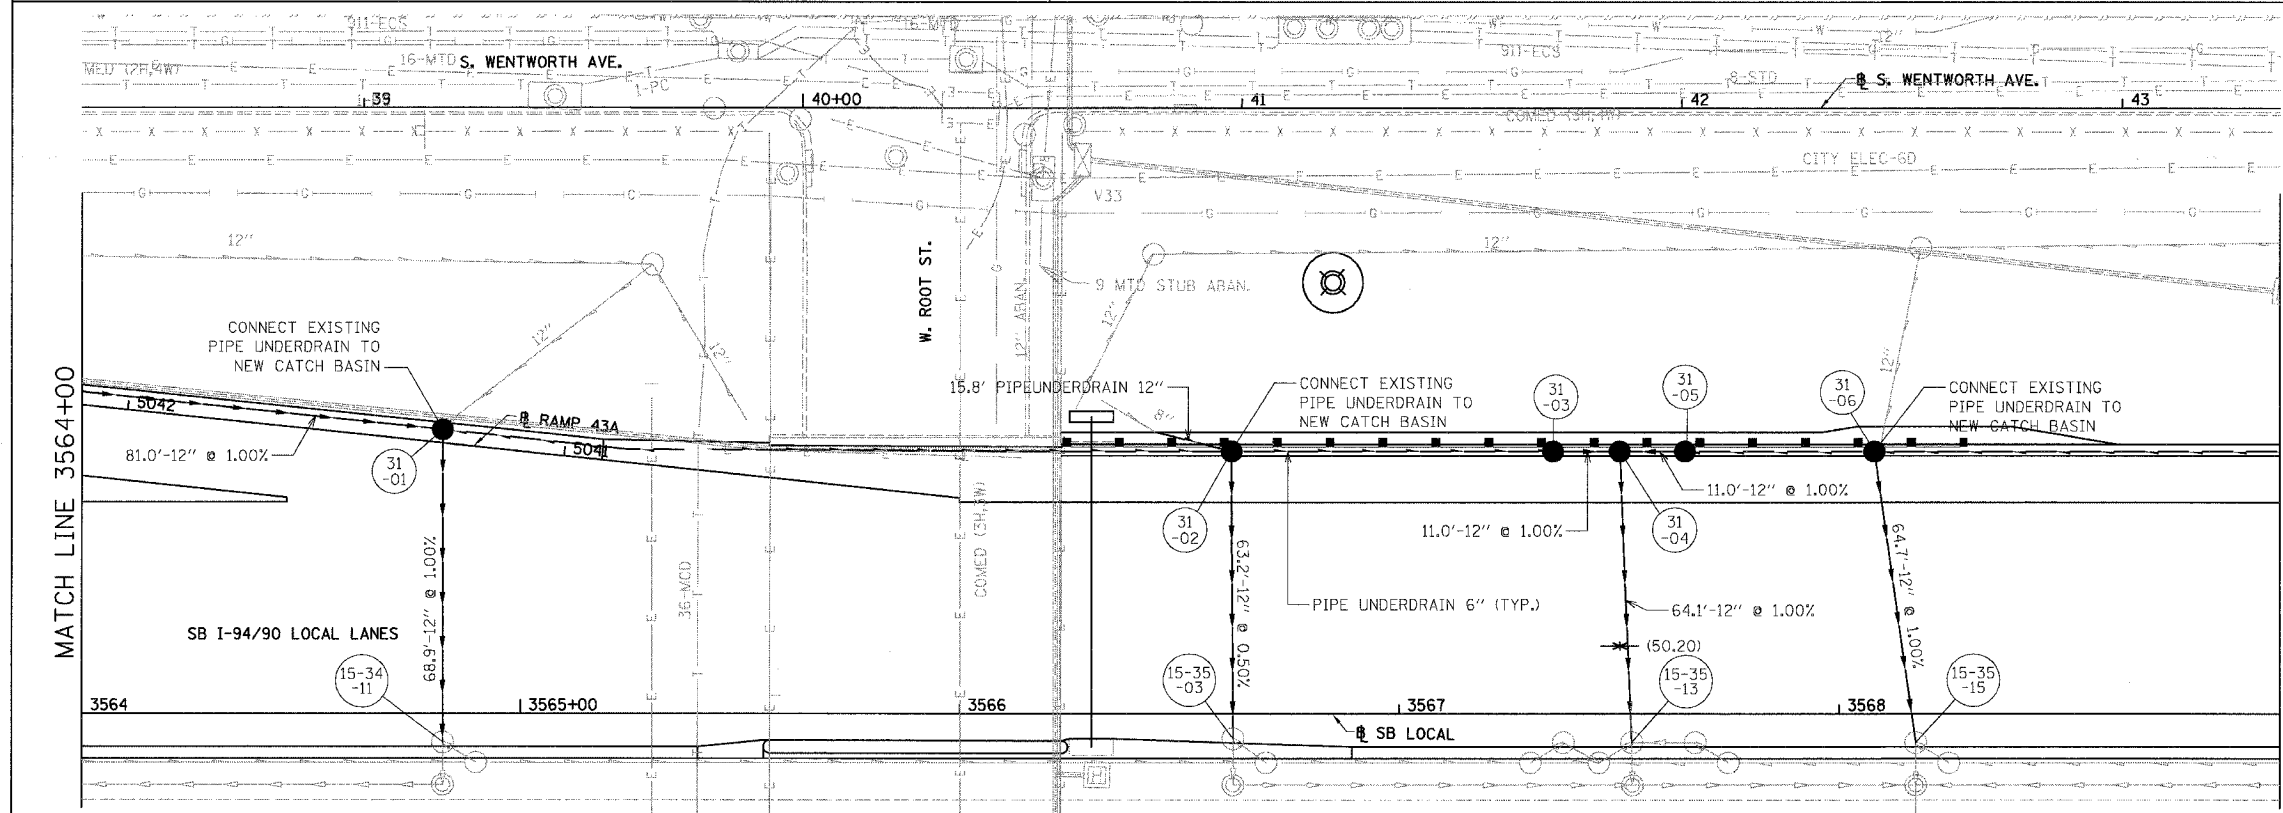 911-ECS
16-MTD
S. WENTWORTH AVE.
MED (2H,4W)
1-PC
39
40+00
41
42
43
911-ECS
12"
8-STD
℄ S. WENTWORTH AVE.
CITY ELEC-6D
V33
12"
12"
12"
12"
12"
12"
W. ROOT ST.
12" ABAN.
9 MTD STUB ABAN.
CONNECT EXISTING
PIPE UNDERDRAIN TO
NEW CATCH BASIN
MATCH LINE 3564+00
5042
81.0'-12" @ 1.00%
31
-01
℄ RAMP 43A
5041
15.8' PIPEUNDERDRAIN 12"
8"
CONNECT EXISTING
PIPE UNDERDRAIN TO
NEW CATCH BASIN
31
-03
31
-05
31
-06
CONNECT EXISTING
PIPE UNDERDRAIN TO
NEW CATCH BASIN
31
-02
11.0'-12" @ 1.00%
31
-04
11.0'-12" @ 1.00%
68.9'-12" @ 1.00%
36-MCD
COMED (3H,3W)
63.2'-12" @ 0.50%
PIPE UNDERDRAIN 6" (TYP.)
64.1'-12" @ 1.00%
(50.20)
64.7'-12" @ 1.00%
SB I-94/90 LOCAL LANES
15-34
-11
15-35
-03
15-35
-13
15-35
-15
3564
3565+00
3566
3567
3568
℄ SB LOCAL
H